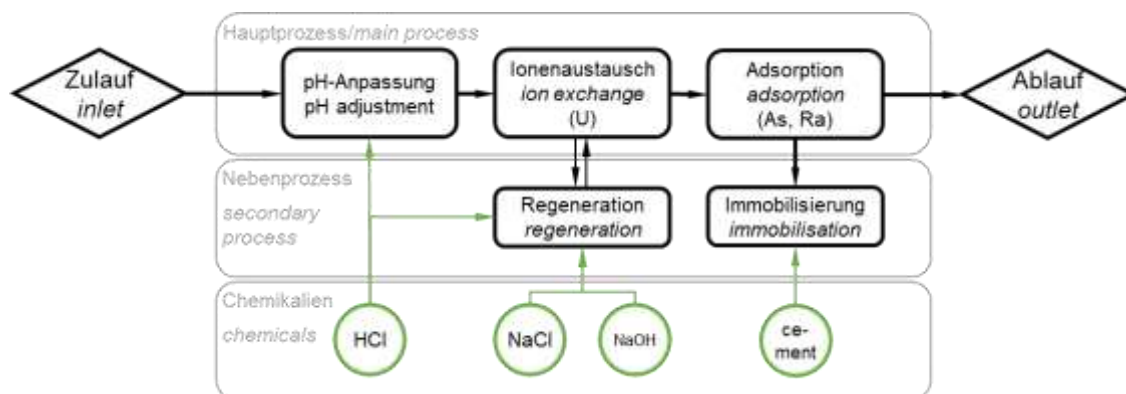 Hauptprozess/main process
Zulauf
inlet
pH-Anpassung
pH adjustment
Ionenaustausch
ion exchange
(U)
Adsorption
adsorption
(As, Ra)
Ablauf
outlet
Nebenprozess
secondary
process
Regeneration
regeneration
Immobilisierung
immobilisation
Chemikalien
chemicals
HCl
NaCl
NaOH
ce-
ment